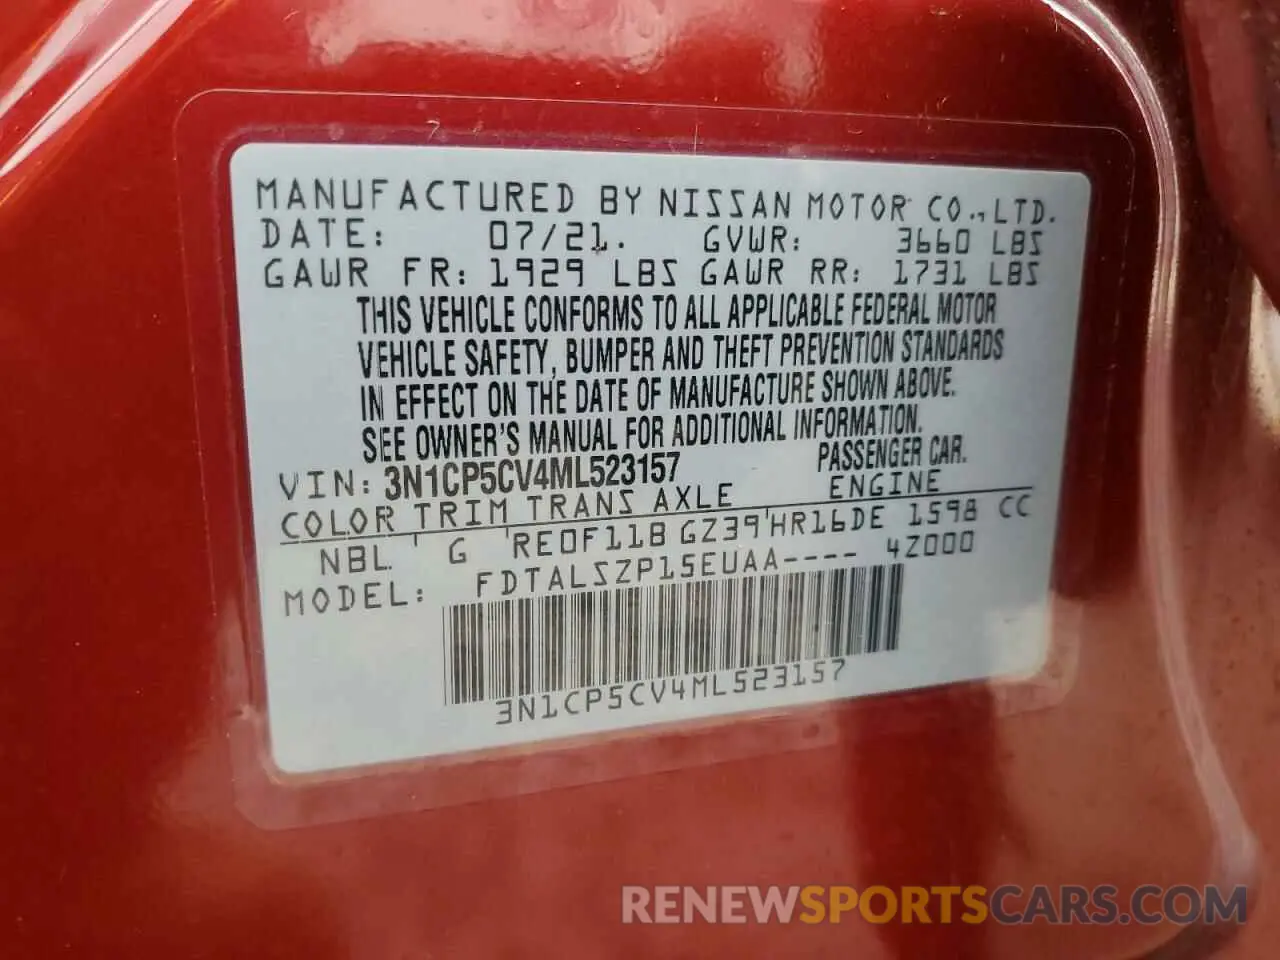 MANUFACTURED BY NISSAN MOTOR CO., LTD.
DATE: 07/21. GVWR: 3660 LBS
GAWR FR: 1929 LBS GAWR RR: 1731 LBS
THIS VEHICLE CONFORMS TO ALL APPLICABLE FEDERAL MOTOR
VEHICLE SAFETY, BUMPER AND THEFT PREVENTION STANDARDS
IN EFFECT ON THE DATE OF MANUFACTURE SHOWN ABOVE.
SEE OWNER'S MANUAL FOR ADDITIONAL INFORMATION.
VIN: 3N1CP5CV4ML523157 PASSENGER CAR.
COLOR TRIM TRANS AXLE ENGINE
NBL ' G ' RE0F11B GZ39 ' HR16DE 1598 CC
MODEL: FDTALSZP15EUAA---- 4Z000
3N1CP5CV4ML523157
RENEWSPORTSCARS.COM